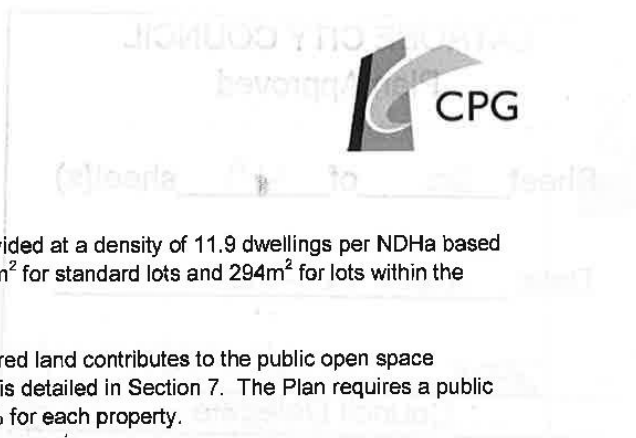 CPG
ided at a density of 11.9 dwellings per NDHa based
m² for standard lots and 294m² for lots within the
red land contributes to the public open space
is detailed in Section 7. The Plan requires a public
% for each property.